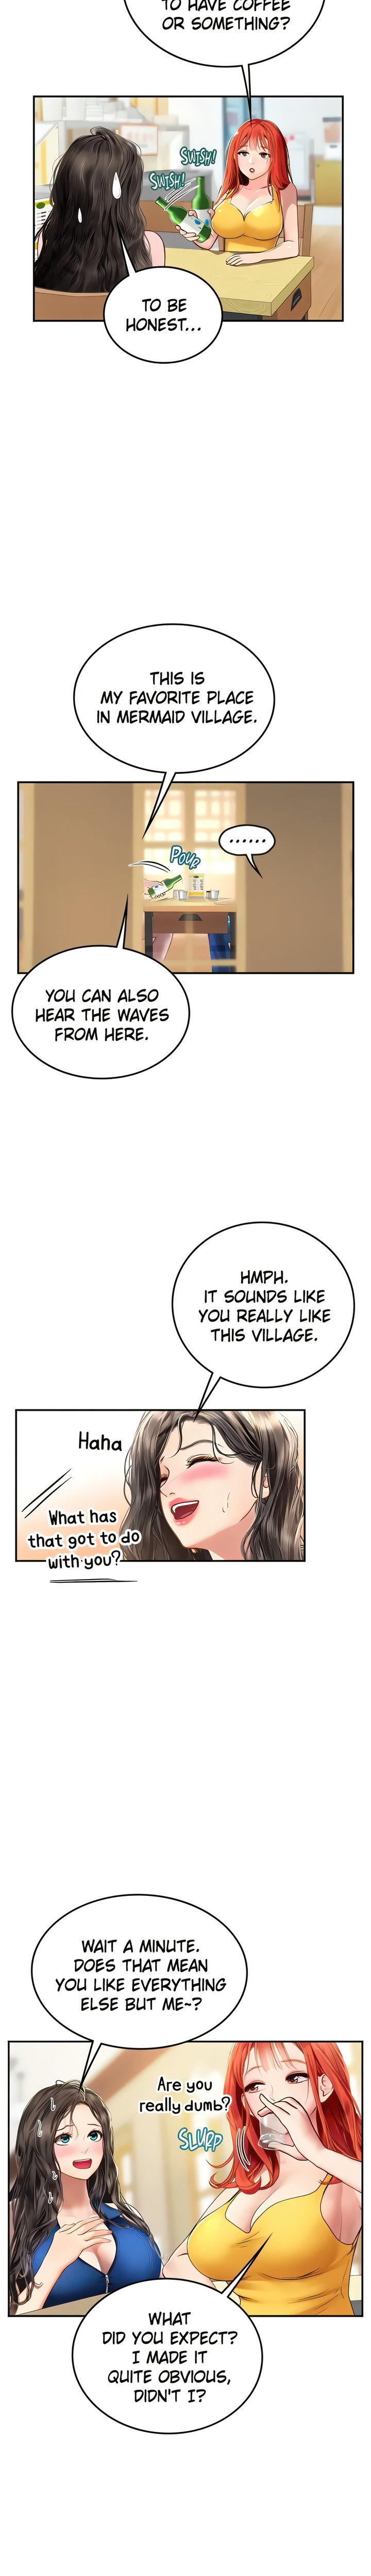 TO HAVE COFFEE
OR SOMETHING?
SWISH!
SWISH!
TO BE
HONEST...
THIS IS
MY FAVORITE PLACE
IN MERMAID VILLAGE.
......
POUR
YOU CAN ALSO
HEAR THE WAVES
FROM HERE.
HMPH.
IT SOUNDS LIKE
YOU REALLY LIKE
THIS VILLAGE.
Haha
What has
that got to do
with you?
WAIT A MINUTE.
DOES THAT MEAN
YOU LIKE EVERYTHING
ELSE BUT ME~?
Are you
really dumb?
SLURP
WHAT
DID YOU EXPECT?
I MADE IT
QUITE OBVIOUS,
DIDN'T I?